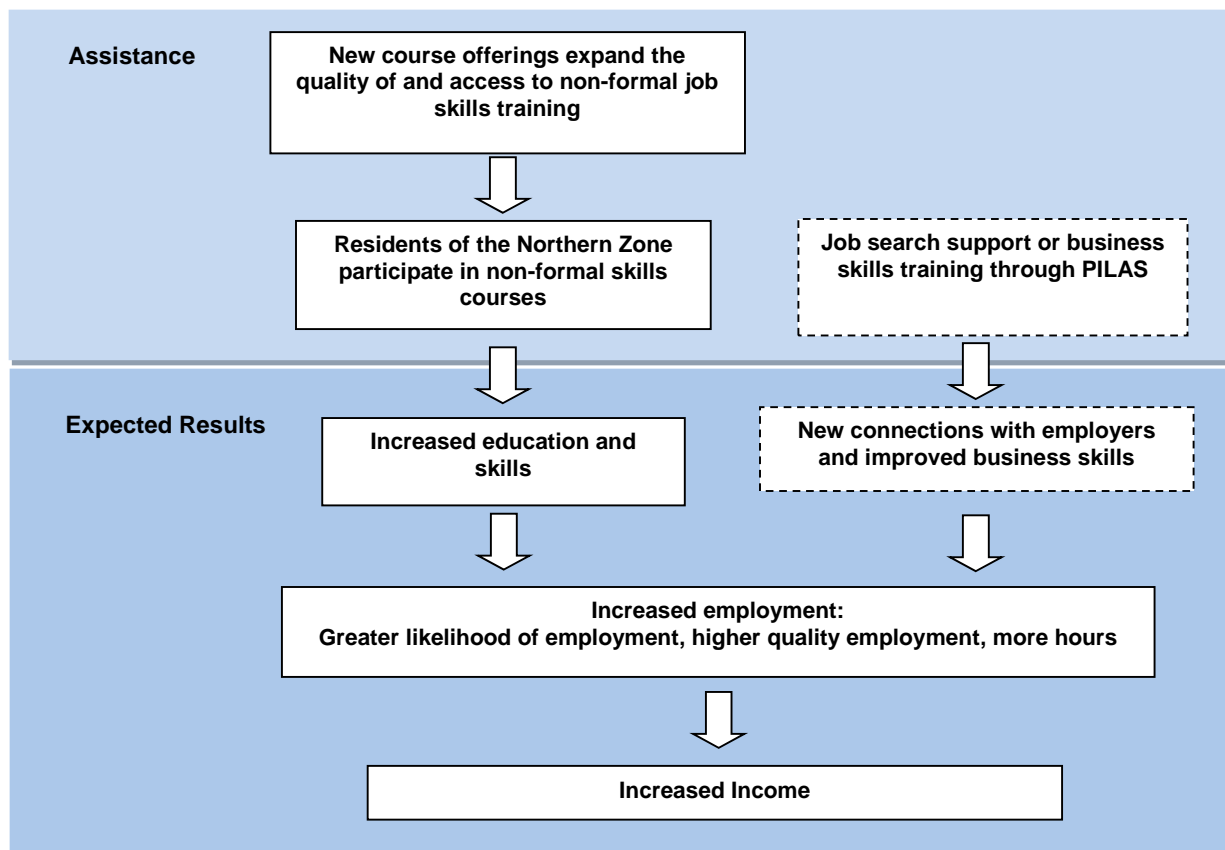 Assistance
New course offerings expand the
quality of and access to non-formal job
skills training
Residents of the Northern Zone
participate in non-formal skills
courses
Job search support or business
skills training through PILAS
Expected Results
Increased education and
skills
New connections with employers
and improved business skills
Increased employment:
Greater likelihood of employment, higher quality employment, more hours
Increased Income